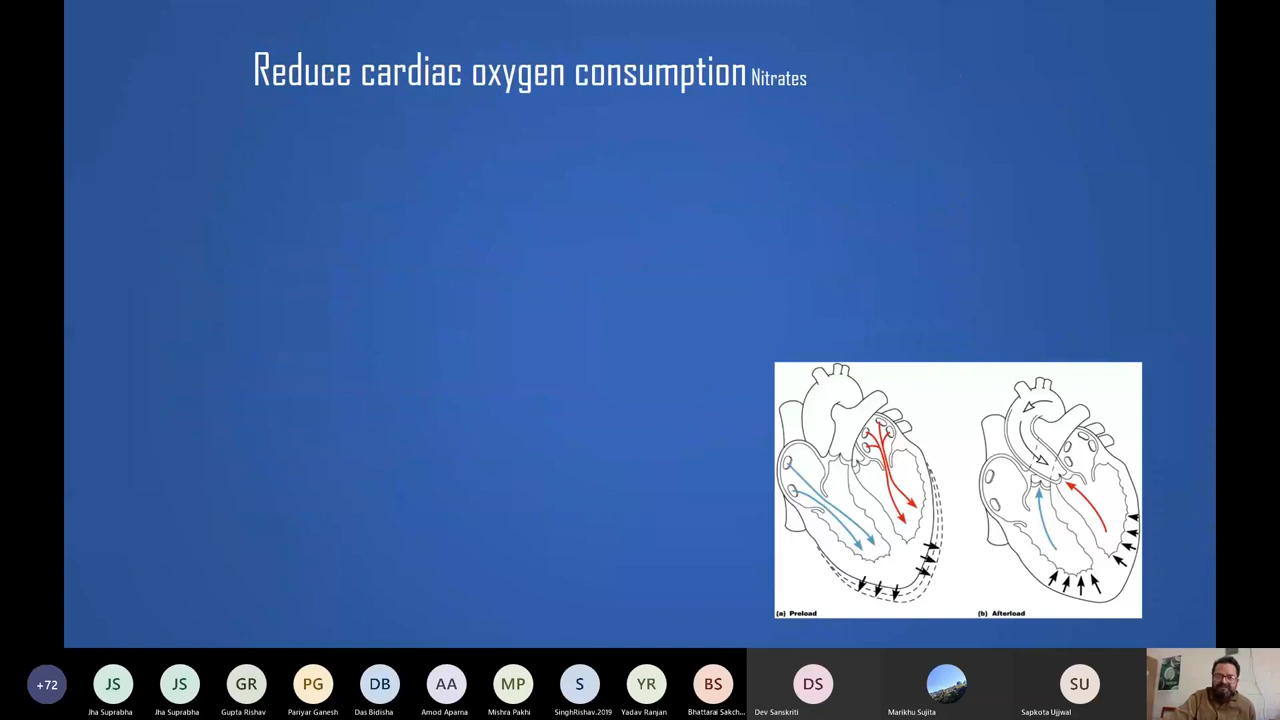 Reduce cardiac oxygen consumption Nitrates
(a) Preload
(b) Afterload
+72
JS
JS
GR
PG
DB
AA
MP
S
YR
BS
DS
SU
Jha Suprabha
Jha Suprabha
Gupta Rishav
Pariyar Ganesh
Das Bidisha
Amod Aparna
Mishra Pakhi
SinghRishav.2019
Yadav Ranjan
Bhattarai Sakch...
Dev Sanskriti
Marikhu Sujita
Sapkota Ujjwal